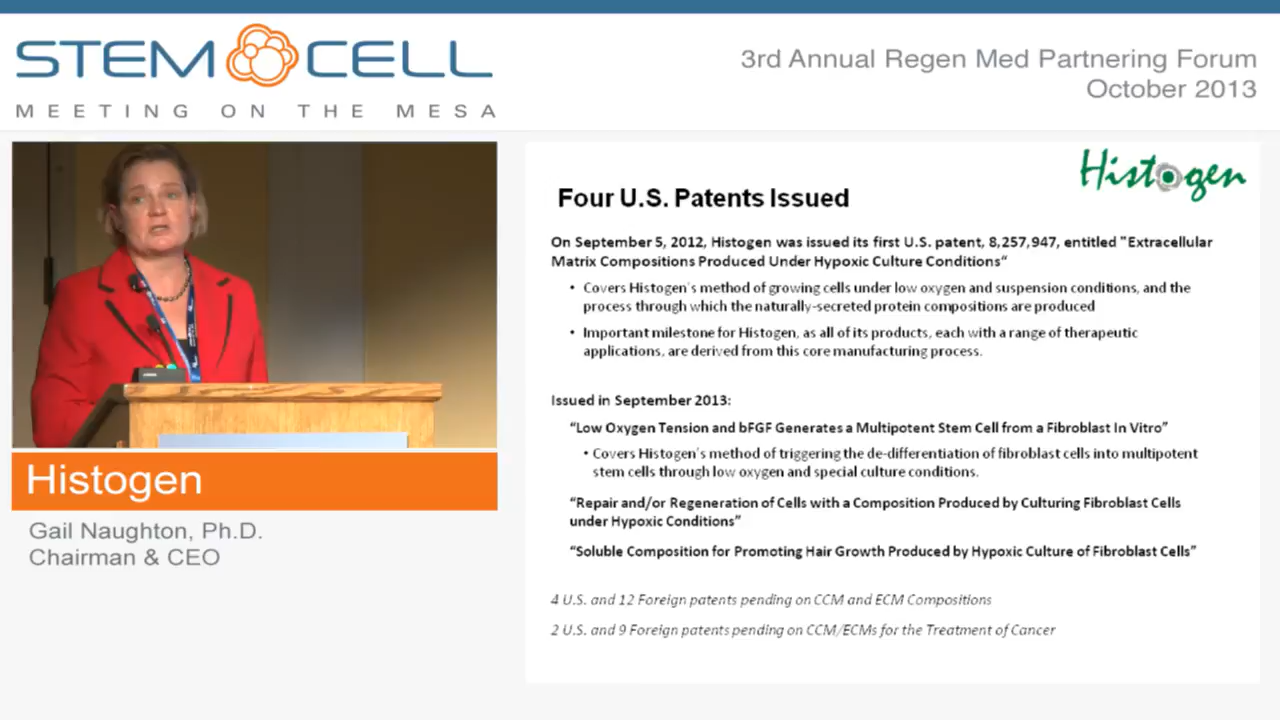 STEM CELL
MEETING ON THE MESA
3rd Annual Regen Med Partnering Forum
October 2013
Histogen
Gail Naughton, Ph.D.
Chairman & CEO
Histogen
Four U.S. Patents Issued
On September 5, 2012, Histogen was issued its first U.S. patent, 8,257,947, entitled "Extracellular
Matrix Compositions Produced Under Hypoxic Culture Conditions"
• Covers Histogen's method of growing cells under low oxygen and suspension conditions, and the
process through which the naturally-secreted protein compositions are produced
• Important milestone for Histogen, as all of its products, each with a range of therapeutic
applications, are derived from this core manufacturing process.
Issued in September 2013:
"Low Oxygen Tension and bFGF Generates a Multipotent Stem Cell from a Fibroblast In Vitro"
• Covers Histogen's method of triggering the de-differentiation of fibroblast cells into multipotent
stem cells through low oxygen and special culture conditions.
"Repair and/or Regeneration of Cells with a Composition Produced by Culturing Fibroblast Cells
under Hypoxic Conditions"
"Soluble Composition for Promoting Hair Growth Produced by Hypoxic Culture of Fibroblast Cells"
4 U.S. and 12 Foreign patents pending on CCM and ECM Compositions
2 U.S. and 9 Foreign patents pending on CCM/ECMs for the Treatment of Cancer